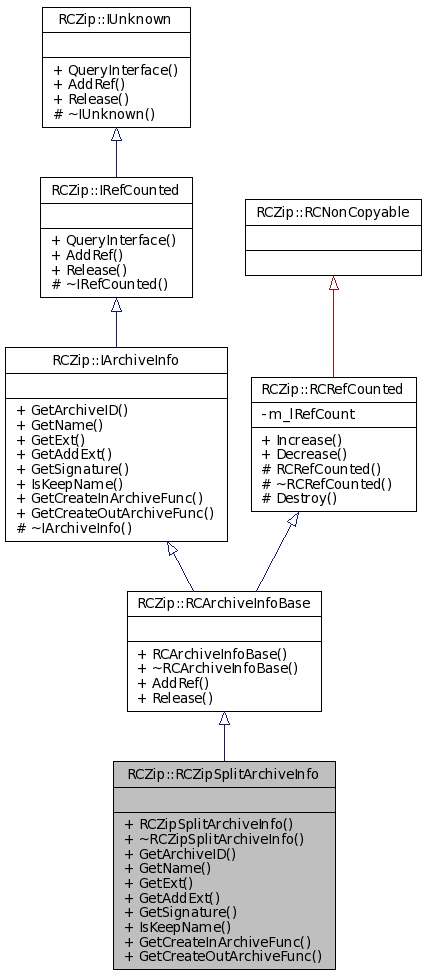 RCZip::IUnknown
+ QueryInterface()
+ AddRef()
+ Release()
# ~IUnknown()
RCZip::IRefCounted
+ QueryInterface()
+ AddRef()
+ Release()
# ~IRefCounted()
RCZip::RCNonCopyable
RCZip::IArchiveInfo
+ GetArchiveID()
+ GetName()
+ GetExt()
+ GetAddExt()
+ GetSignature()
+ IsKeepName()
+ GetCreateInArchiveFunc()
+ GetCreateOutArchiveFunc()
# ~IArchiveInfo()
RCZip::RCRefCounted
- m_lRefCount
+ Increase()
+ Decrease()
# RCRefCounted()
# ~RCRefCounted()
# Destroy()
RCZip::RCArchiveInfoBase
+ RCArchiveInfoBase()
+ ~RCArchiveInfoBase()
+ AddRef()
+ Release()
RCZip::RCZipSplitArchiveInfo
+ RCZipSplitArchiveInfo()
+ ~RCZipSplitArchiveInfo()
+ GetArchiveID()
+ GetName()
+ GetExt()
+ GetAddExt()
+ GetSignature()
+ IsKeepName()
+ GetCreateInArchiveFunc()
+ GetCreateOutArchiveFunc()